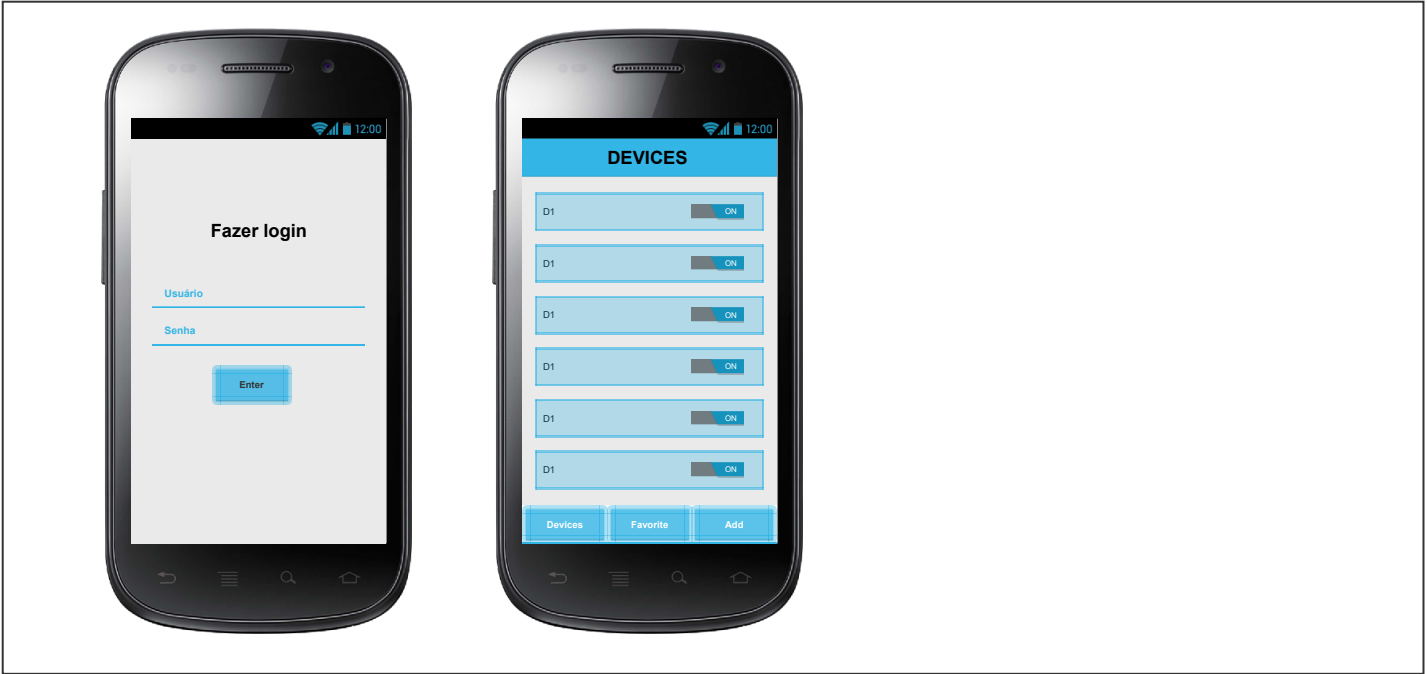 12:00
Fazer login
Usuário
Senha
Enter
12:00
DEVICES
D1 ON
D1 ON
D1 ON
D1 ON
D1 ON
D1 ON
Devices Favorite Add